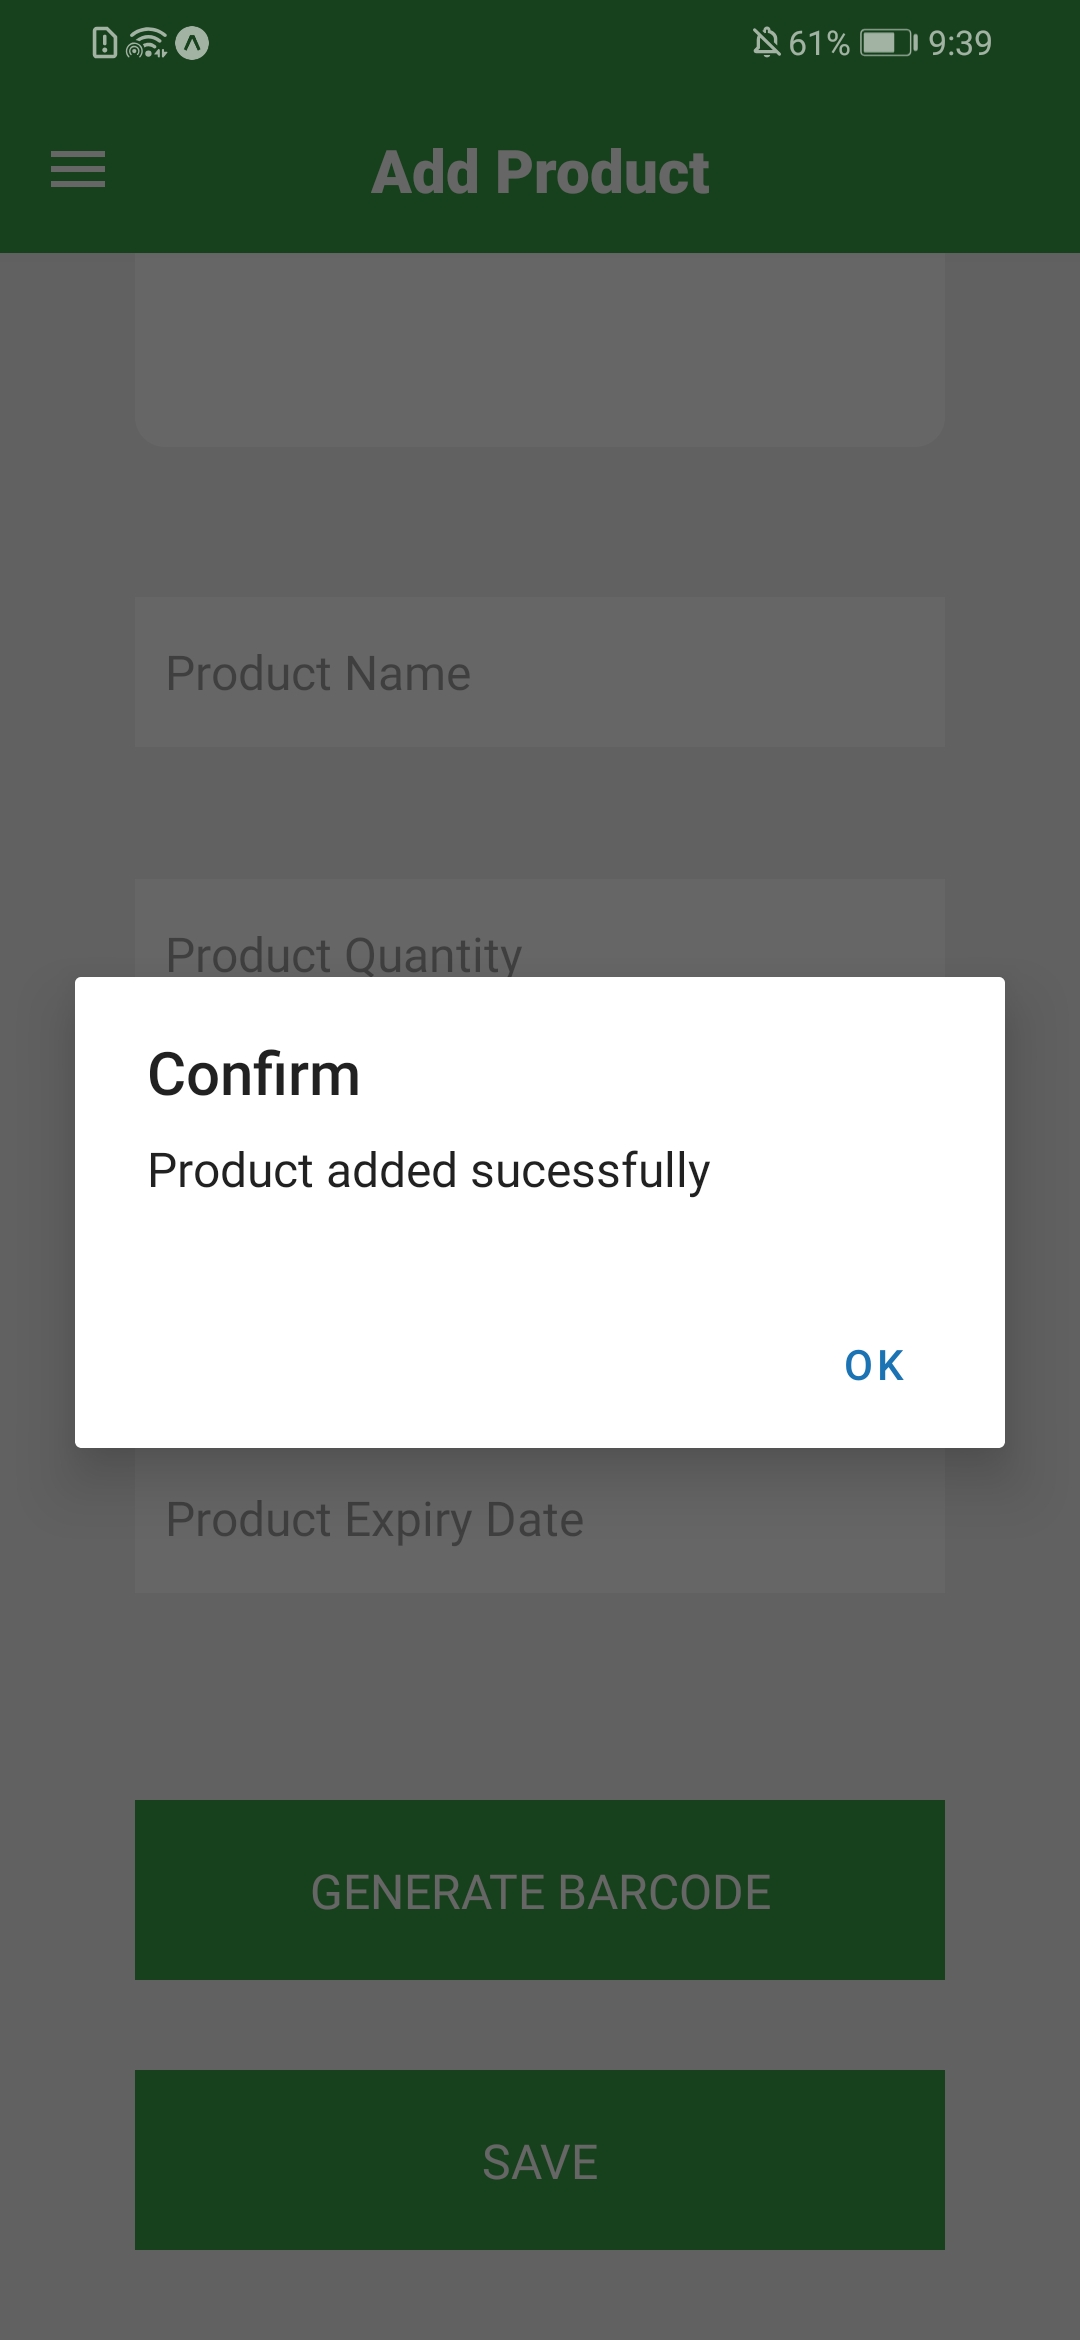 61% 9:39
Add Product
Product Name
Product Quantity
Confirm
Product added sucessfully
OK
Product Expiry Date
GENERATE BARCODE
SAVE